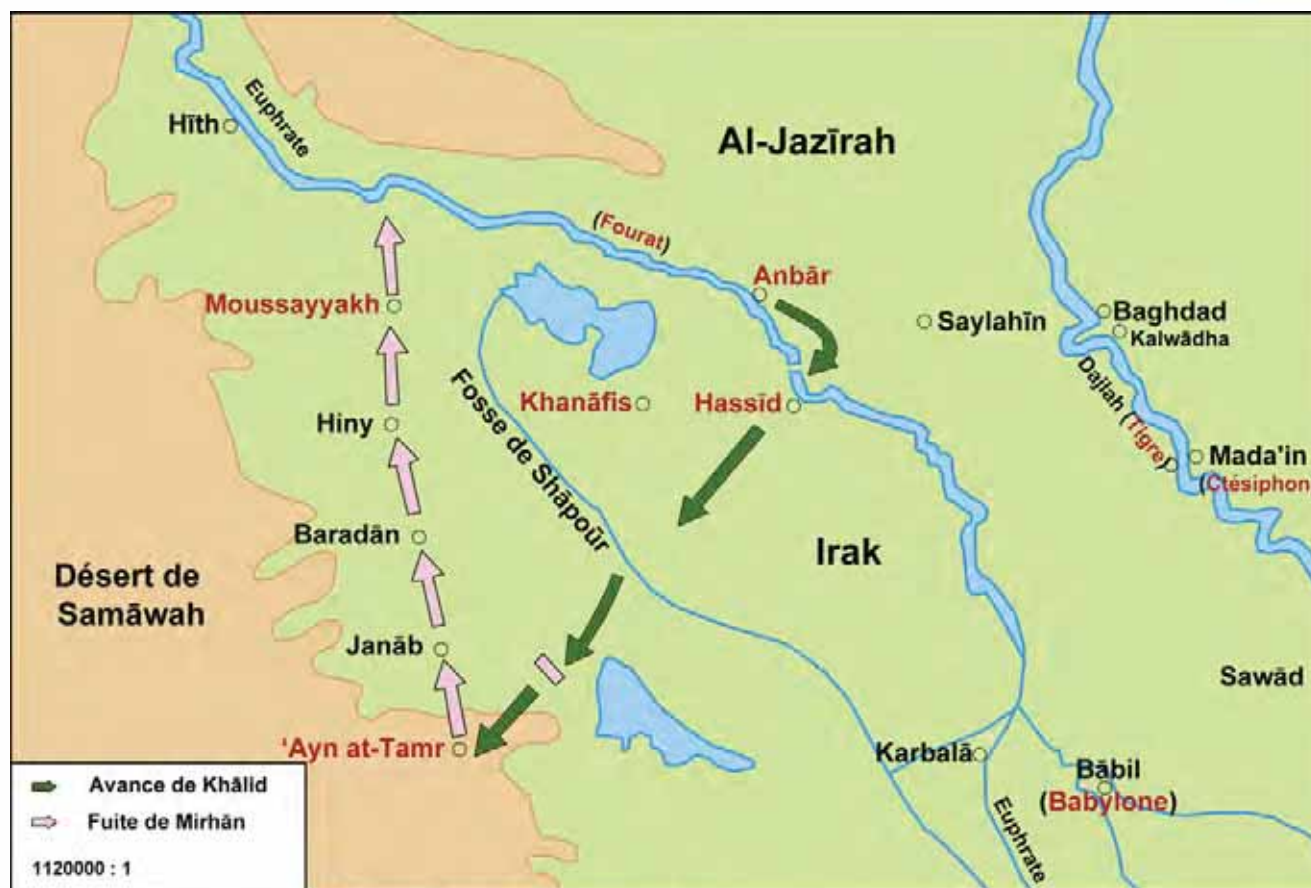 Hīth
Euphrate
Al-Jazīrah
(Fourat)
Anbār
Moussayyakh
Saylahīn
Baghdad
Kalwādha
Khanāfis
Hassīd
Hiny
Fosse de Shāpoūr
Dajlah (Tigre)
Mada'in
(Ctésiphon)
Baradān
Irak
Désert de
Samāwah
Janāb
Sawād
'Ayn at-Tamr
Karbalā
Bābil
(Babylone)
Euphrate
Avance de Khālid
Fuite de Mirhān
1120000 : 1